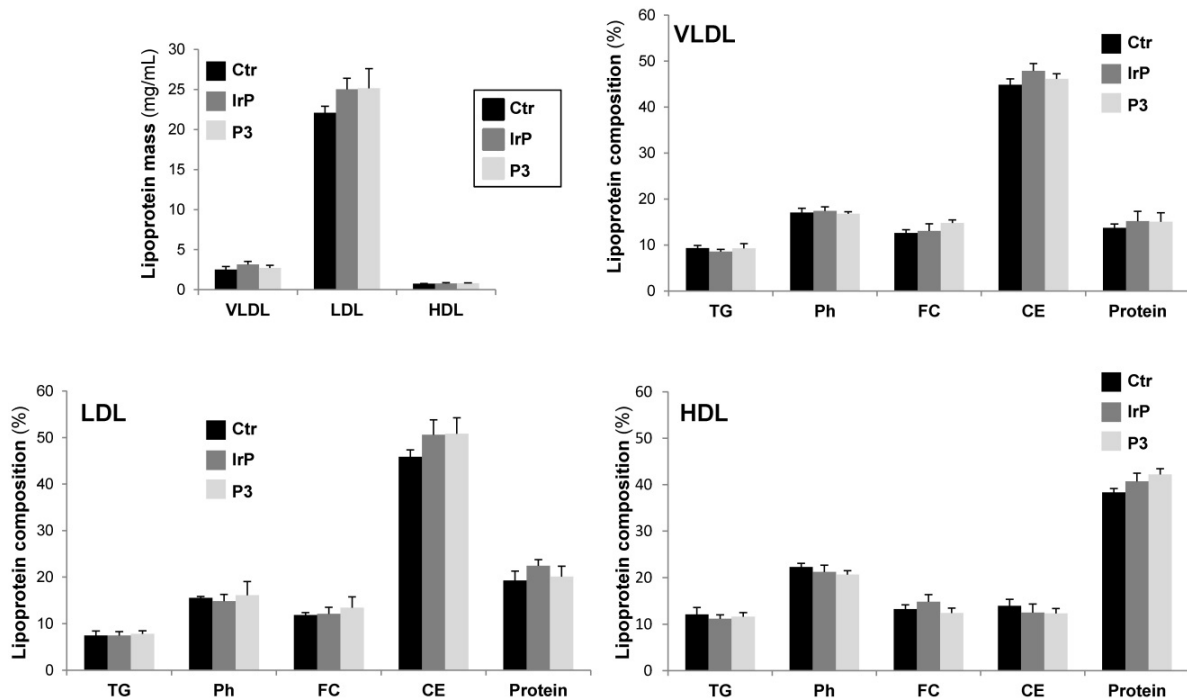 Lipoprotein mass (mg/mL)
30
25
20
15
10
5
0
Ctr
IrP
P3
Ctr
IrP
P3
VLDL LDL HDL
VLDL
Lipoprotein composition (%)
60
50
40
30
20
10
0
Ctr
IrP
P3
TG Ph FC CE Protein
LDL
Lipoprotein composition (%)
60
50
40
30
20
10
0
Ctr
IrP
P3
TG Ph FC CE Protein
HDL
Lipoprotein composition (%)
60
50
40
30
20
10
0
Ctr
IrP
P3
TG Ph FC CE Protein